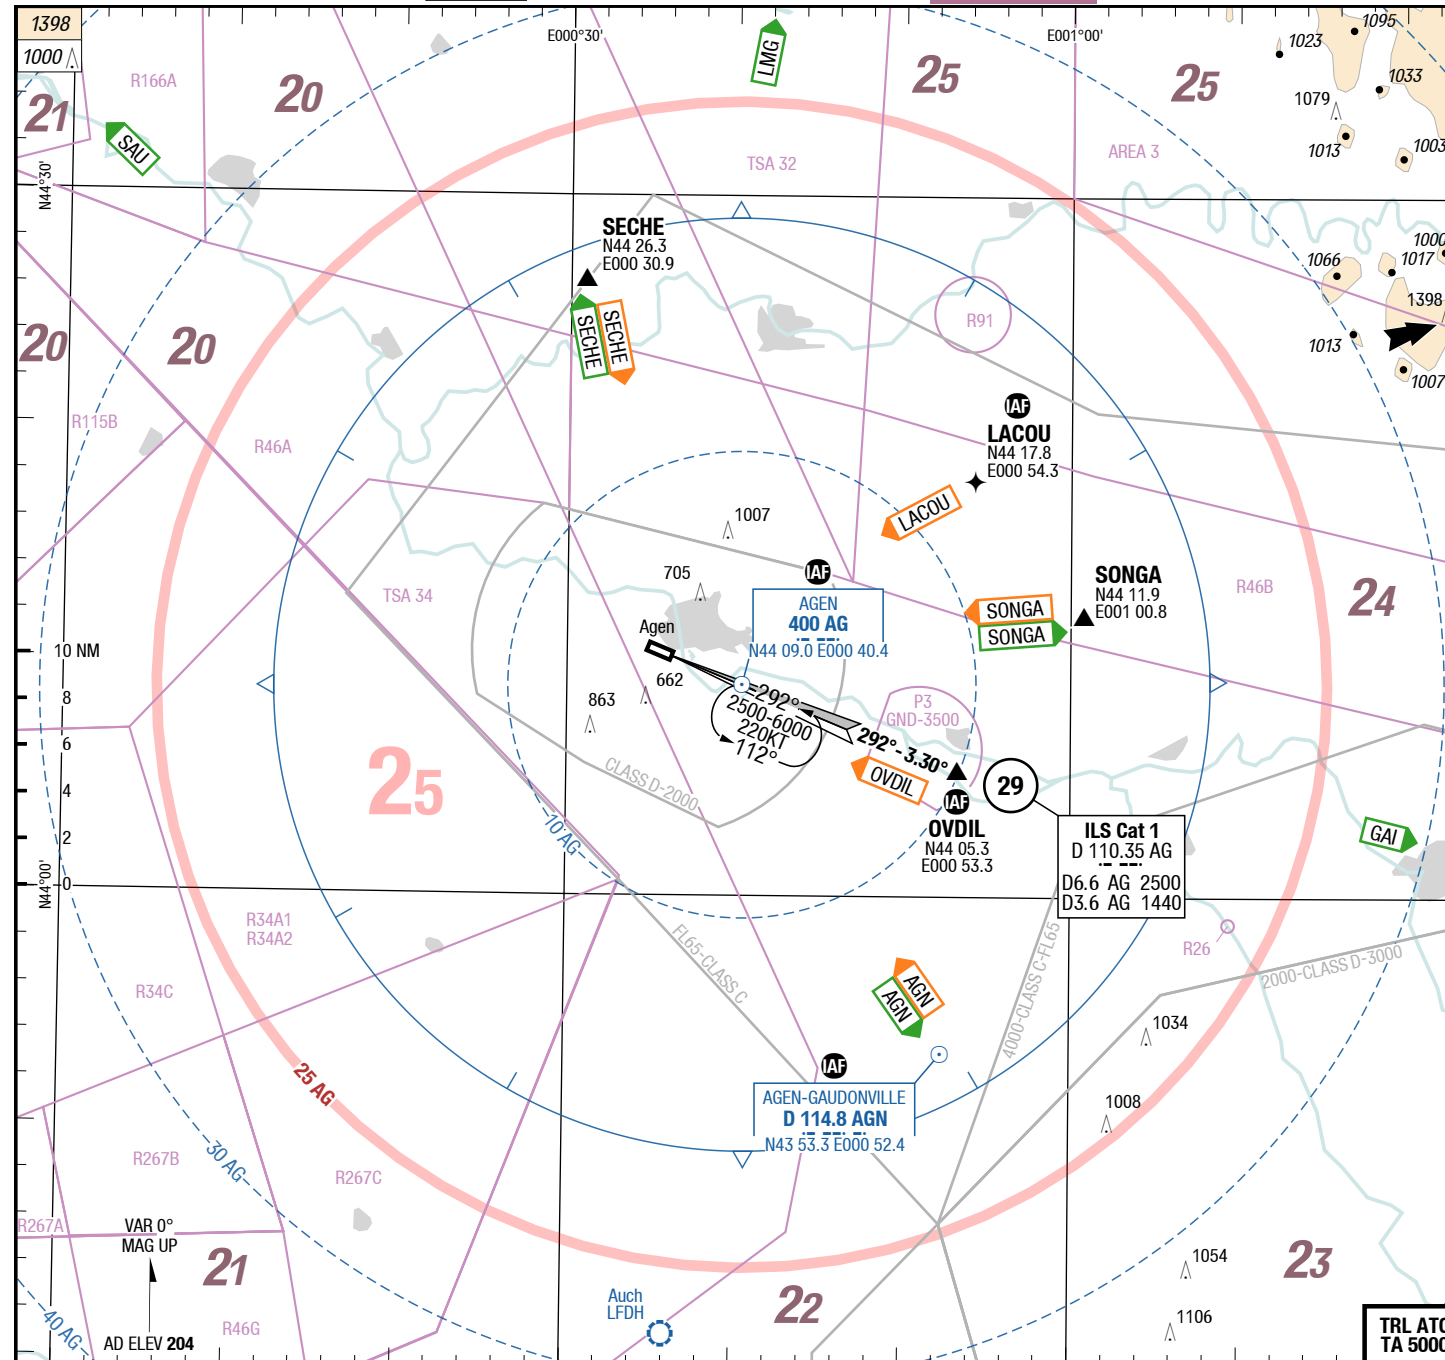 1398
1000
21
R166A
20
SAU
LMG
E000°30'
25
E001°00'
25
1095
1023
1033
1079
1013
1003
TSA 32
AREA 3
N44°30'
SECHE
N44 26.3
E000 30.9
SECHE
SECHE
R91
1000
1066
1017
1398
1013
1007
20
20
R115B
R46A
IAF
LACOU
N44 17.8
E000 54.3
LACOU
1007
705
IAF
AGEN
400 AG
N44 09.0 E000 40.4
SONGA
N44 11.9
E001 00.8
SONGA
SONGA
R46B
24
TSA 34
Agen
662
863
10 NM
8
6
4
2
0
292°
2500-6000
220KT
112°
P3
GND-3500
292°-3.30°
OVDIL
IAF
OVDIL
N44 05.3
E000 53.3
29
ILS Cat 1
D 110.35 AG
D6.6 AG 2500
D3.6 AG 1440
GAI
25
CLASS D-2000
10 AG
N44°00'
R34A1
R34A2
R34C
FL65-CLASS C
4000-CLASS C-FL65
R26
2000-CLASS D-3000
AGN
AGN
1034
1008
IAF
AGEN-GAUDONVILLE
D 114.8 AGN
N43 53.3 E000 52.4
25 AG
30 AG
R267B
R267C
R267A
VAR 0°
MAG UP
21
AD ELEV 204
R46G
40 AG
Auch
LFDH
22
23
1054
1106
TRL ATC
TA 5000